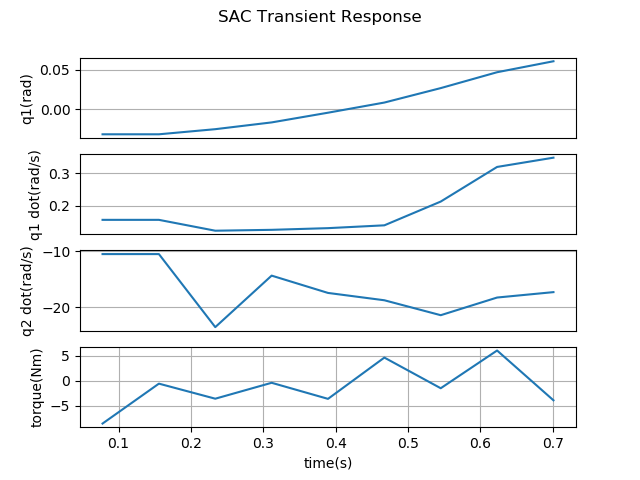 SAC Transient Response
q1(rad)
0.05
0.00
q1 dot(rad/s)
0.3
0.2
q2 dot(rad/s)
−10
−20
torque(Nm)
5
0
−5
0.1 0.2 0.3 0.4 0.5 0.6 0.7
time(s)